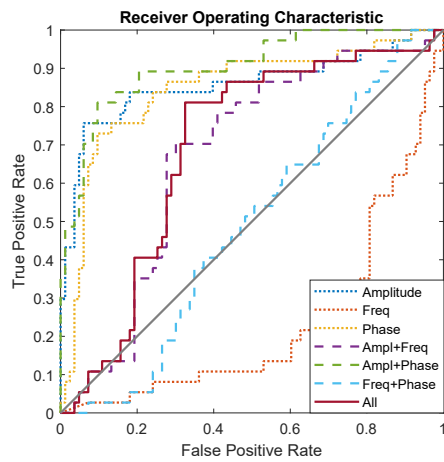 Receiver Operating Characteristic
True Positive Rate
1
0.9
0.8
0.7
0.6
0.5
0.4
0.3
0.2
0.1
0
Amplitude
Freq
Phase
Ampl+Freq
Ampl+Phase
Freq+Phase
All
0
0.2
0.4
0.6
0.8
1
False Positive Rate